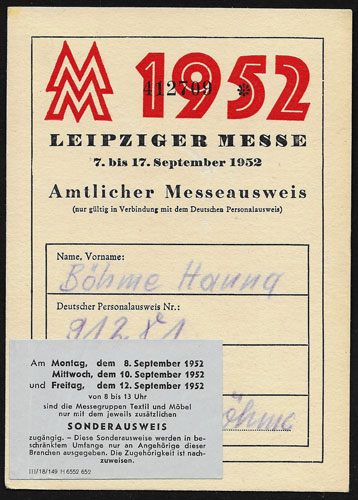 MM 1952
412709 *
LEIPZIGER MESSE
7. bis 17. September 1952
Amtlicher Messeausweis
(nur gültig in Verbindung mit dem Deutschen Personalausweis)
Name, Vorname:
Böhme Hanna
Deutscher Personalausweis Nr.:
Böhme
Am Montag, dem 8. September 1952
Mittwoch, dem 10. September 1952
und Freitag, dem 12. September 1952
von 8 bis 13 Uhr
sind die Messegruppen Textil und Möbel
nur mit dem jeweils zusätzlichen
SONDERAUSWEIS
zugängig. – Diese Sonderausweise werden in be-
schränktem Umfange nur an Angehörige dieser
Branchen ausgegeben. Die Zugehörigkeit ist nach-
zuweisen.
III/18/149 H 6552 652